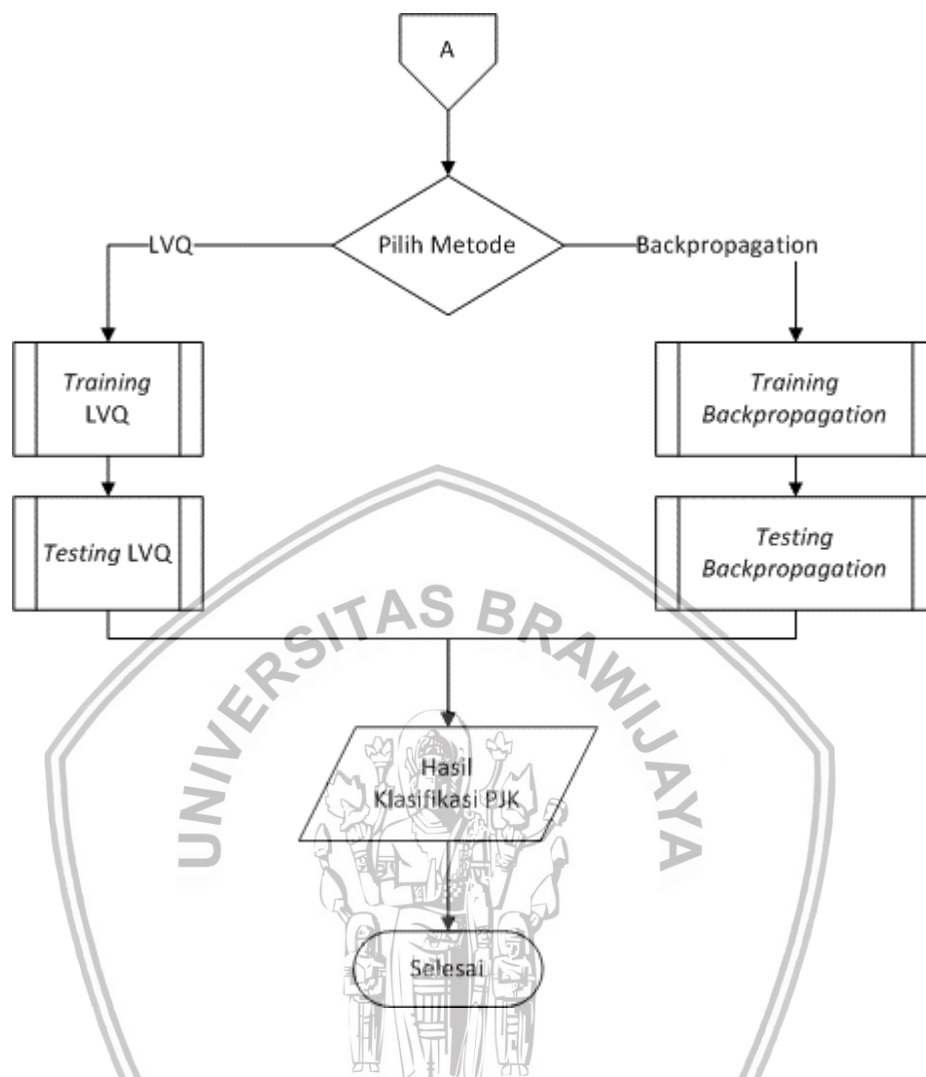 A
Pilih Metode
LVQ
Backpropagation
Training
LVQ
Training
Backpropagation
Testing LVQ
Testing
Backpropagation
UNIVERSITAS BRAWIJAYA
Hasil
Klasifikasi PJK
Selesai